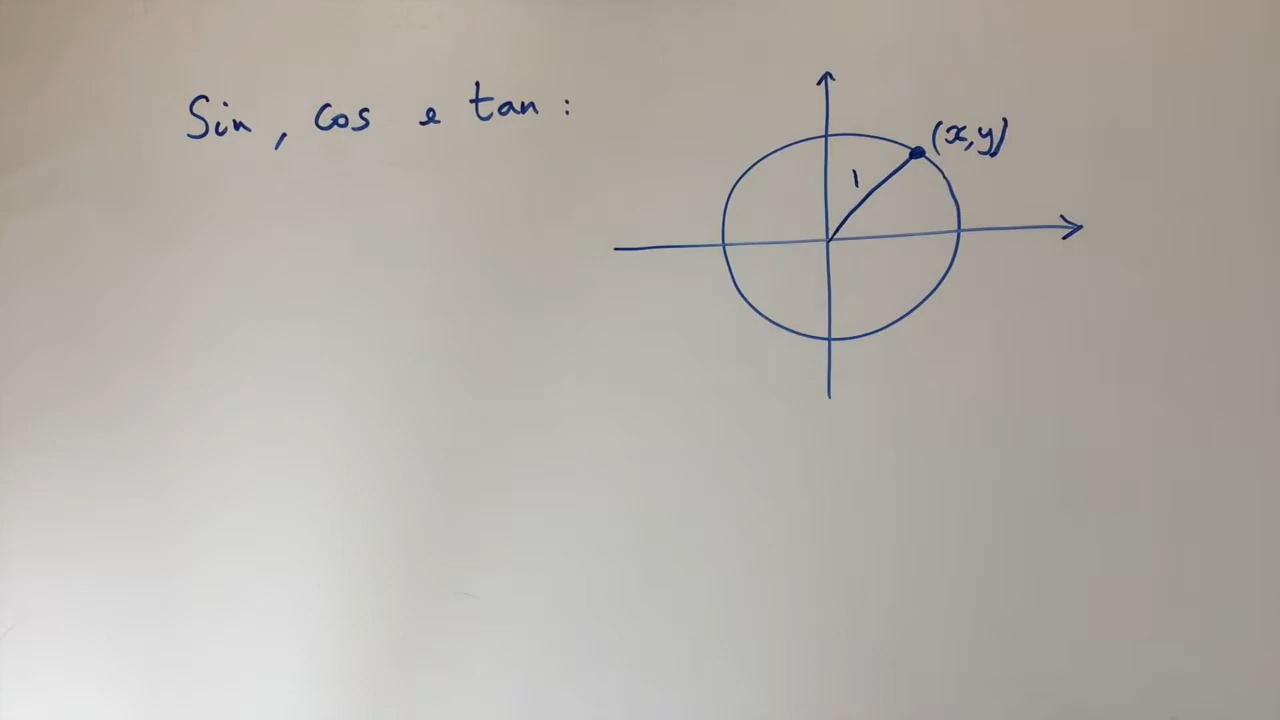 Sin, cos e tan:
(x,y)
1